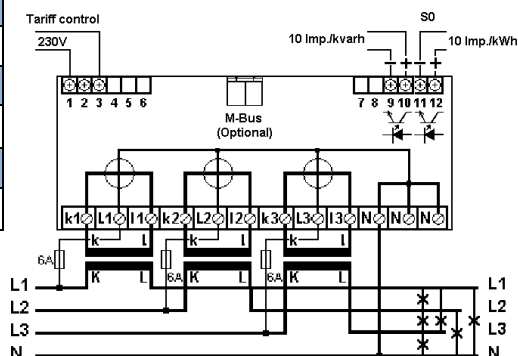 Tariff control
S0
230V
10 Imp./kvarh
10 Imp./kWh
− + − +
1 2 3 4 5 6
M-Bus
(Optional)
7 8 9 10 11 12
k1 L1 l1 k2 L2 l2 k3 L3 l3 N N N
k l k l k l
6A 6A 6A
K L K L K L
L1 L1
L2 L2
L3 L3
N N